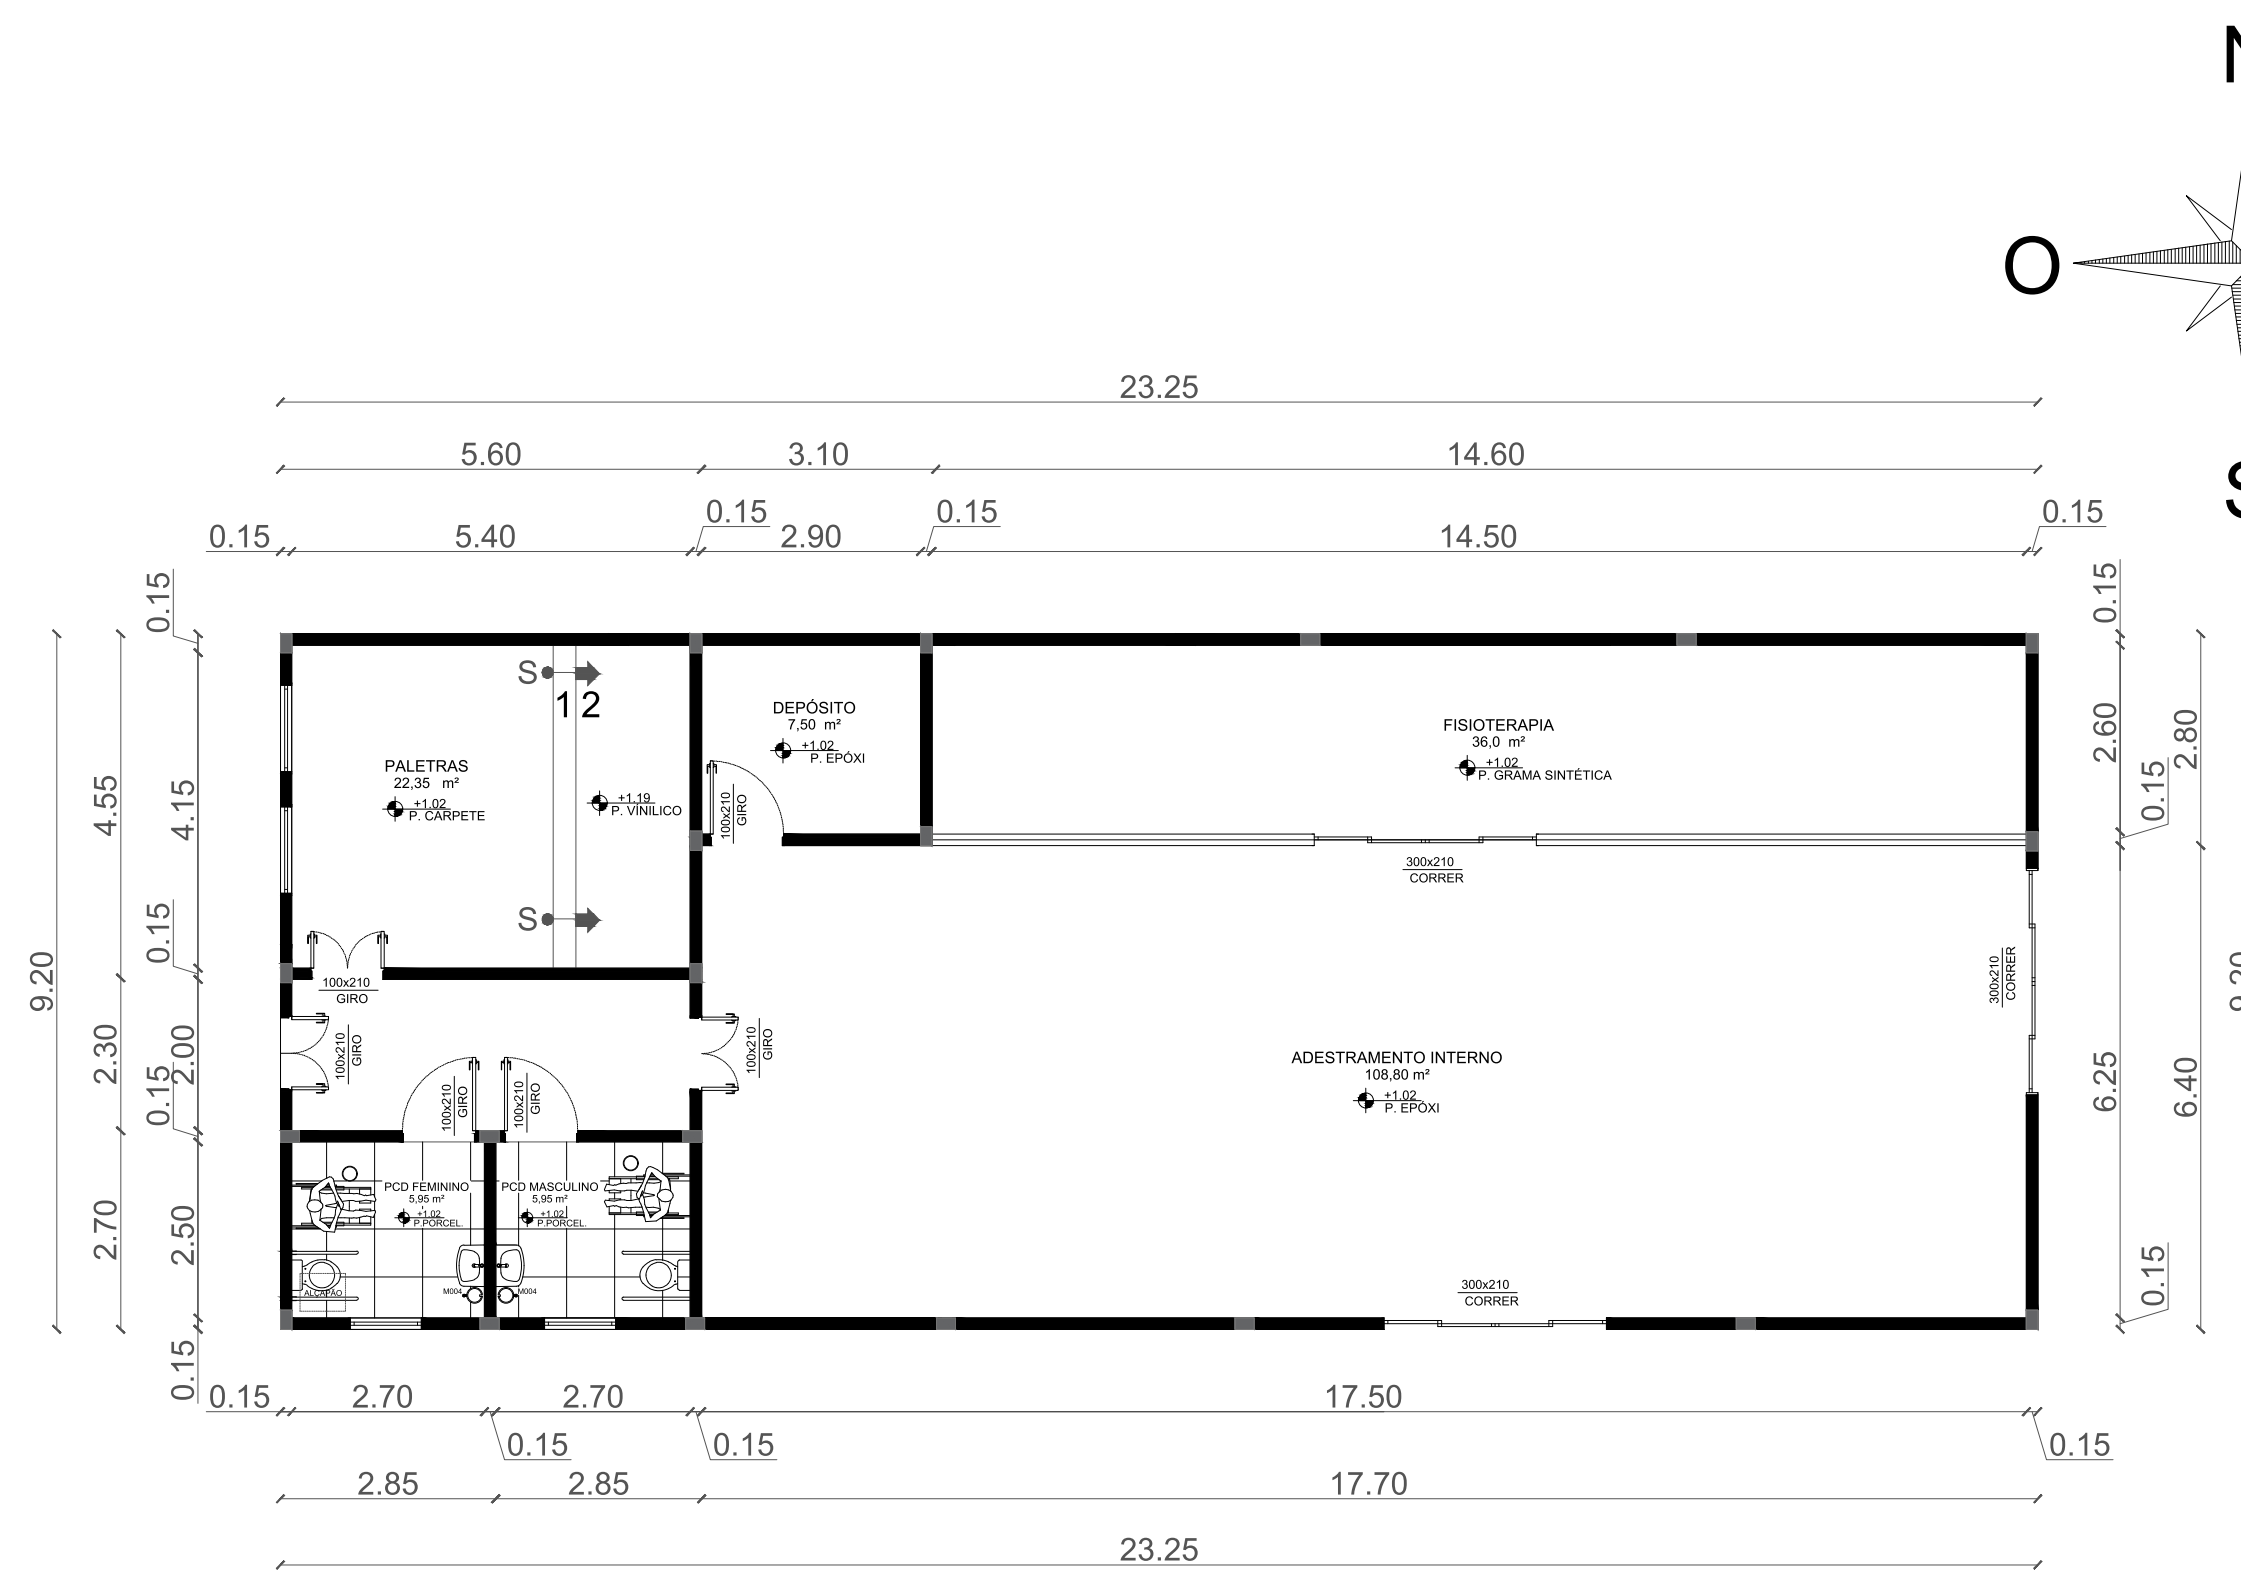 O
23.25
5.60
3.10
14.60
0.15
5.40
0.15
2.90
0.15
14.50
0.15
0.15
4.15
0.15
2.00
0.15
2.50
0.15
4.55
2.30
2.70
9.20
0.15
2.60
0.15
2.80
6.25
6.40
0.15
S
1 2
S
PALETRAS
22,35 m²
+1.02
P. CARPETE
+1.19
P. VINILICO
DEPÓSITO
7,50 m²
+1.02
P. EPÓXI
100x210
GIRO
FISIOTERAPIA
36,0 m²
+1.02
P. GRAMA SINTÉTICA
300x210
CORRER
100x210
GIRO
100x210
GIRO
100x210
GIRO
100x210
GIRO
100x210
GIRO
300x210
CORRER
ADESTRAMENTO INTERNO
108,80 m²
+1.02
P. EPÓXI
PCD FEMININO
5,95 m²
+1.02
P.PORCEL.
PCD MASCULINO
5,95 m²
+1.02
P.PORCEL.
ALÇAPÃO
M004
M004
300x210
CORRER
0.15
2.70
2.70
17.50
0.15
0.15
0.15
2.85
2.85
17.70
23.25